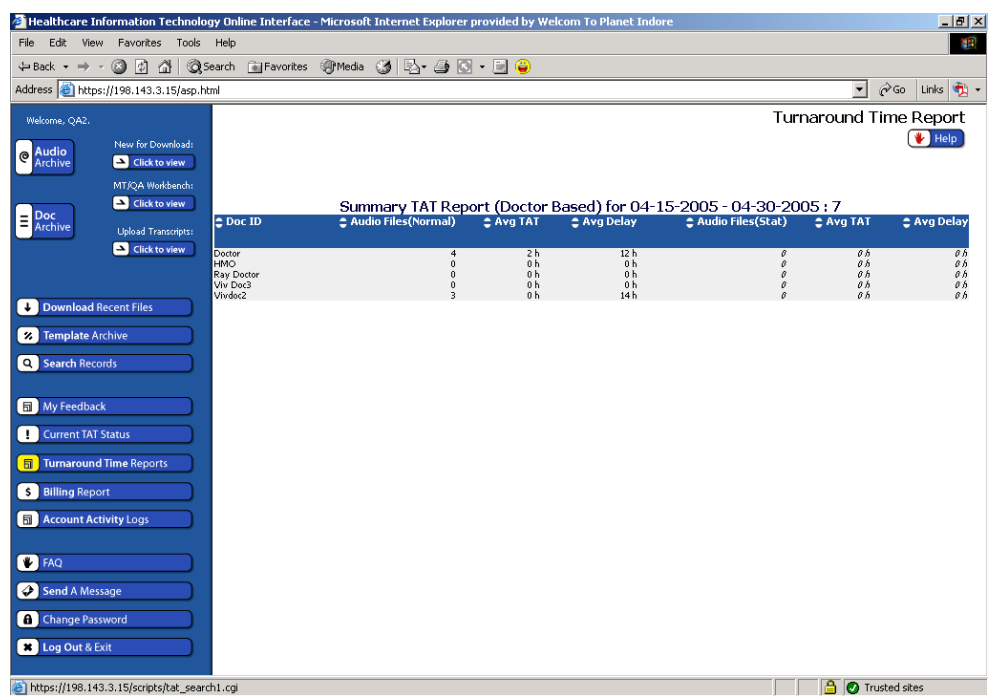 Healthcare Information Technology Online Interface - Microsoft Internet Explorer provided by Welcom To Planet Indore
File Edit View Favorites Tools Help
Back Search Favorites Media
Address https://198.143.3.15/asp.html Go Links
Welcome, QA2.
Turnaround Time Report
Help
New for Download:
Audio Archive
Click to view
MT/QA Workbench:
Click to view
Doc Archive
Upload Transcripts:
Click to view
Summary TAT Report (Doctor Based) for 04-15-2005 - 04-30-2005 : 7
Doc ID Audio Files(Normal) Avg TAT Avg Delay Audio Files(Stat) Avg TAT Avg Delay
Doctor 4 2 h 12 h 0 0 h 0 h
HMO 0 0 h 0 h 0 0 h 0 h
Ray Doctor 0 0 h 0 h 0 0 h 0 h
Viv Doc3 0 0 h 0 h 0 0 h 0 h
Vivdoc2 3 0 h 14 h 0 0 h 0 h
Download Recent Files
Template Archive
Search Records
My Feedback
Current TAT Status
Turnaround Time Reports
$ Billing Report
Account Activity Logs
FAQ
Send A Message
Change Password
Log Out & Exit
https://198.143.3.15/scripts/tat_search1.cgi Trusted sites